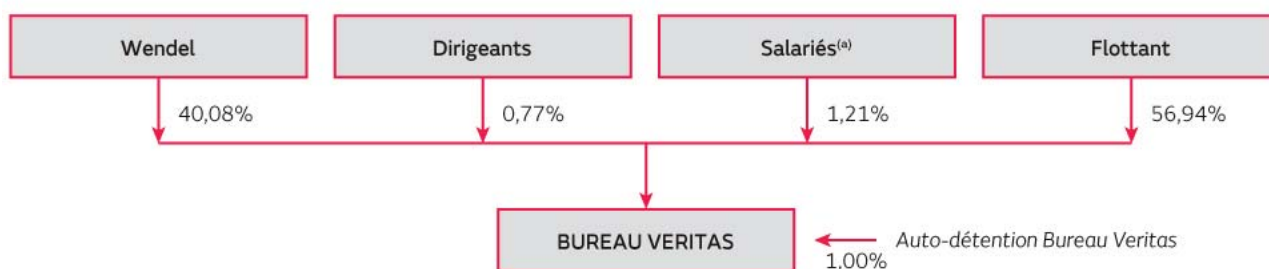 Wendel
Dirigeants
Salariés(a)
Flottant
40,08%
0,77%
1,21%
56,94%
BUREAU VERITAS
Auto-détention Bureau Veritas
1,00%